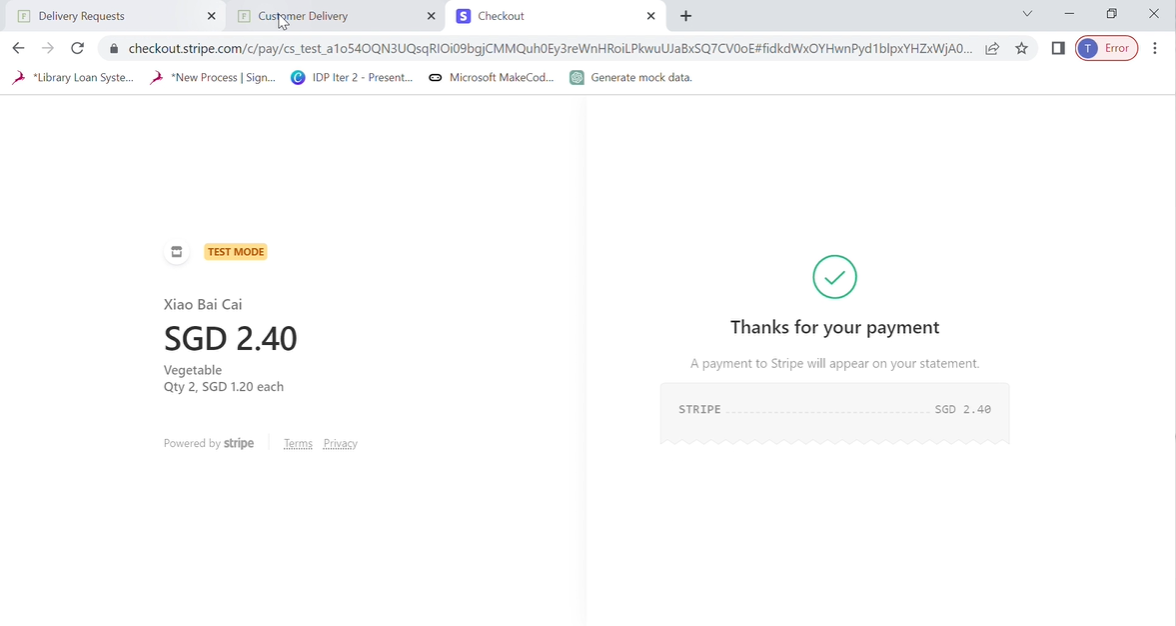 Delivery Requests
Customer Delivery
Checkout
checkout.stripe.com/c/pay/cs_test_a1o54OQN3UQsqRIOi09bgjCMMQuh0Ey3reWnHRoiLPkwuUJaBxSQ7CV0oE#fidkdWxOYHwnPyd1blpxYHZxWjA0...
T Error
*Library Loan Syste...
*New Process | Sign...
IDP Iter 2 - Present...
Microsoft MakeCod...
Generate mock data.
TEST MODE
Xiao Bai Cai
SGD 2.40
Vegetable
Qty 2, SGD 1.20 each
Powered by stripe
Terms Privacy
Thanks for your payment
A payment to Stripe will appear on your statement.
STRIPE SGD 2.40